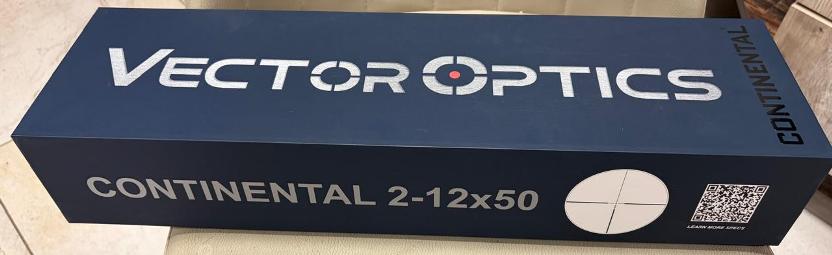 VECTOR OPTICS
CONTINENTAL
CONTINENTAL 2-12x50
LEARN MORE SPECS